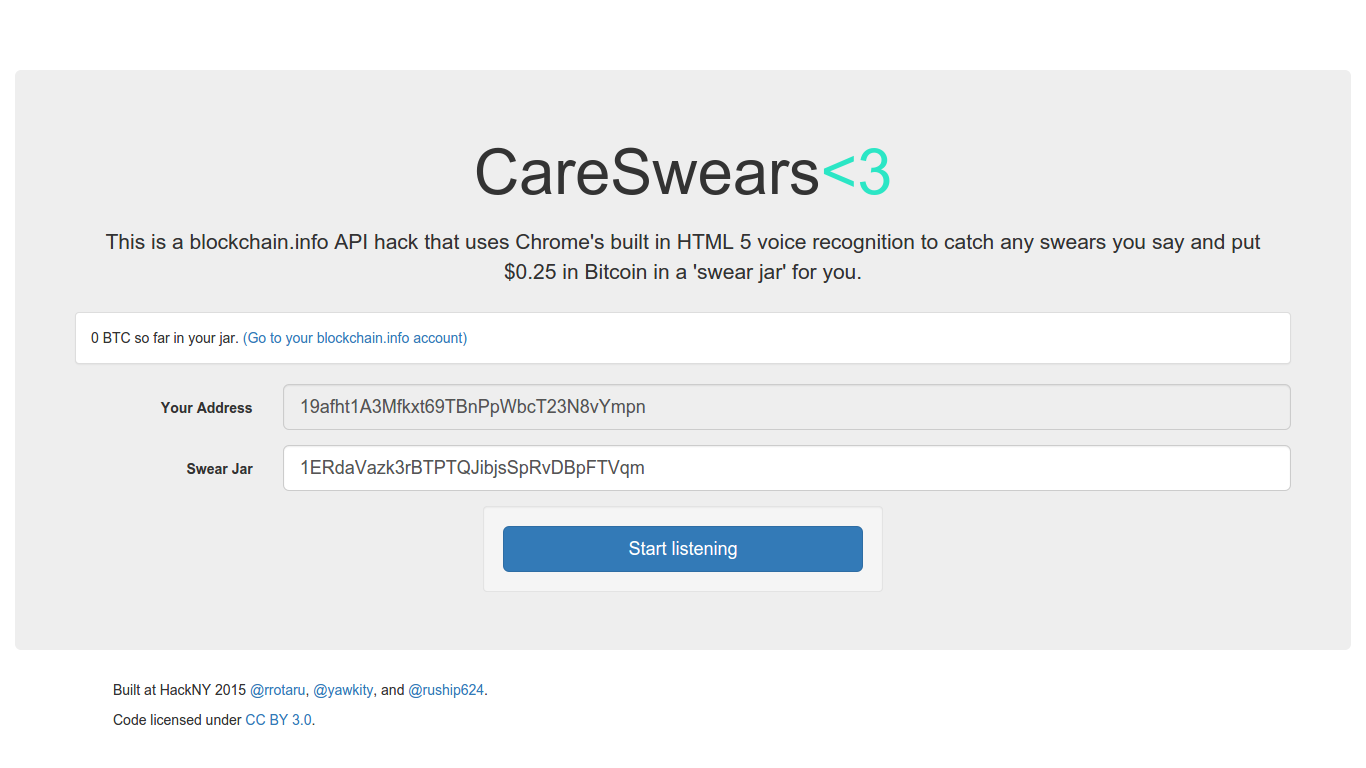 CareSwears<3
This is a blockchain.info API hack that uses Chrome's built in HTML 5 voice recognition to catch any swears you say and put
$0.25 in Bitcoin in a 'swear jar' for you.
0 BTC so far in your jar. (Go to your blockchain.info account)
Your Address 19afht1A3Mfkxt69TBnPpWbcT23N8vYmpn
Swear Jar 1ERdaVazk3rBTPTQJibjsSpRvDBpFTVqm
Start listening
Built at HackNY 2015 @rrotaru, @yawkity, and @ruship624.
Code licensed under CC BY 3.0.